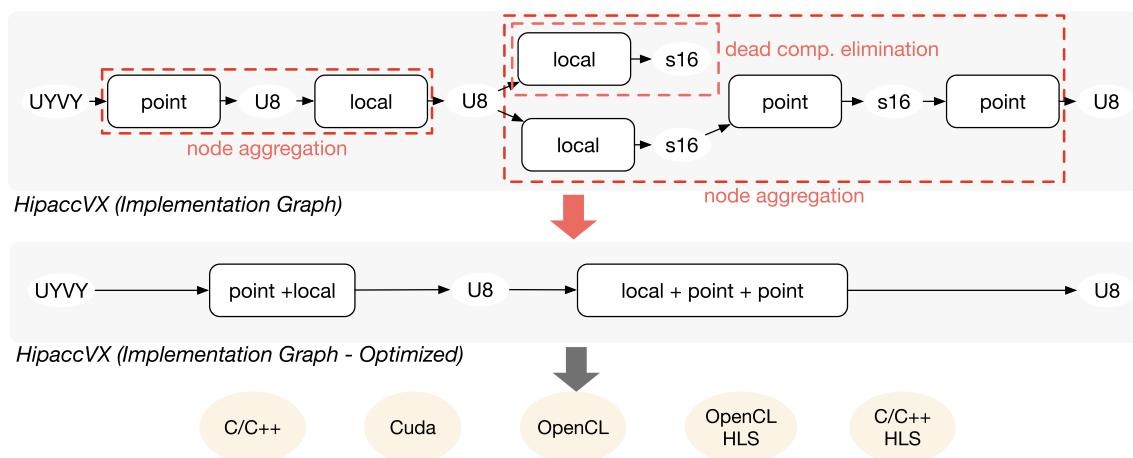 local
s16
dead comp. elimination
UYVY
point
U8
local
U8
point
s16
point
U8
local
s16
node aggregation
node aggregation
HipaccVX (Implementation Graph)
UYVY
point +local
U8
local + point + point
U8
HipaccVX (Implementation Graph - Optimized)
C/C++
Cuda
OpenCL
OpenCL
HLS
C/C++
HLS